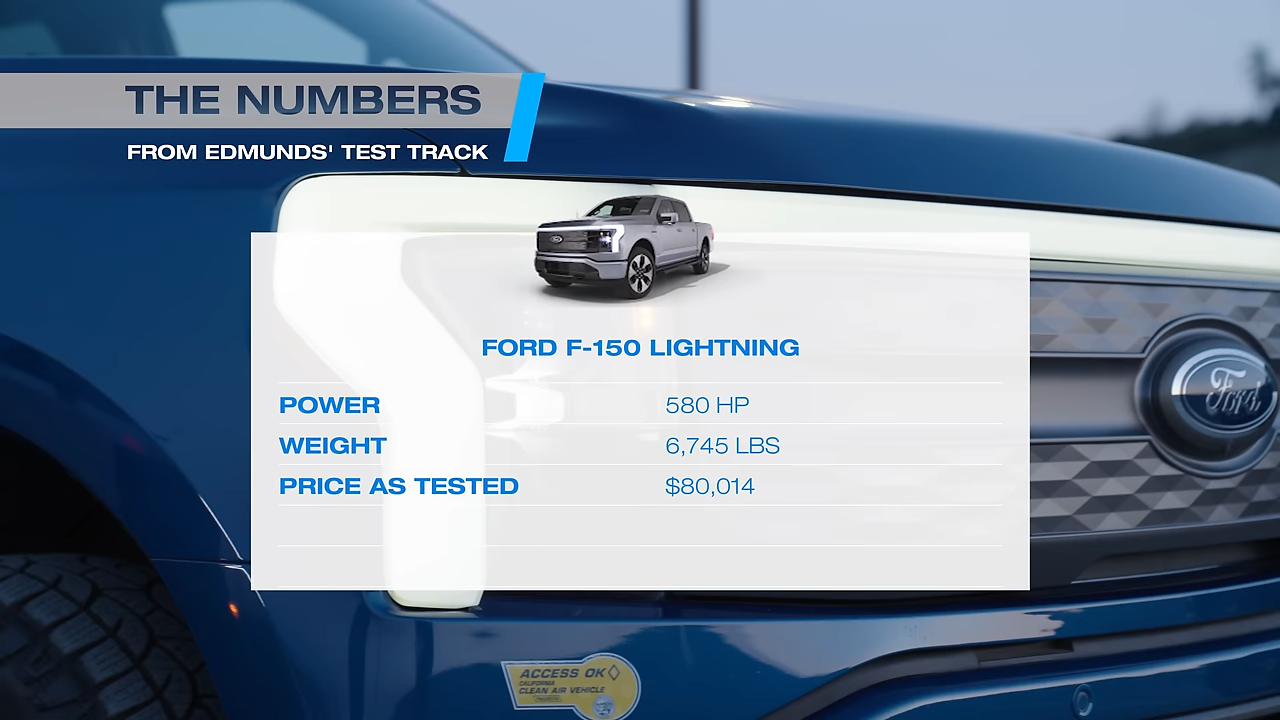 THE NUMBERS
FROM EDMUNDS' TEST TRACK
FORD F-150 LIGHTNING
POWER 580 HP
WEIGHT 6,745 LBS
PRICE AS TESTED $80,014
Ford
ACCESS OK
CALIFORNIA
CLEAN AIR VEHICLE